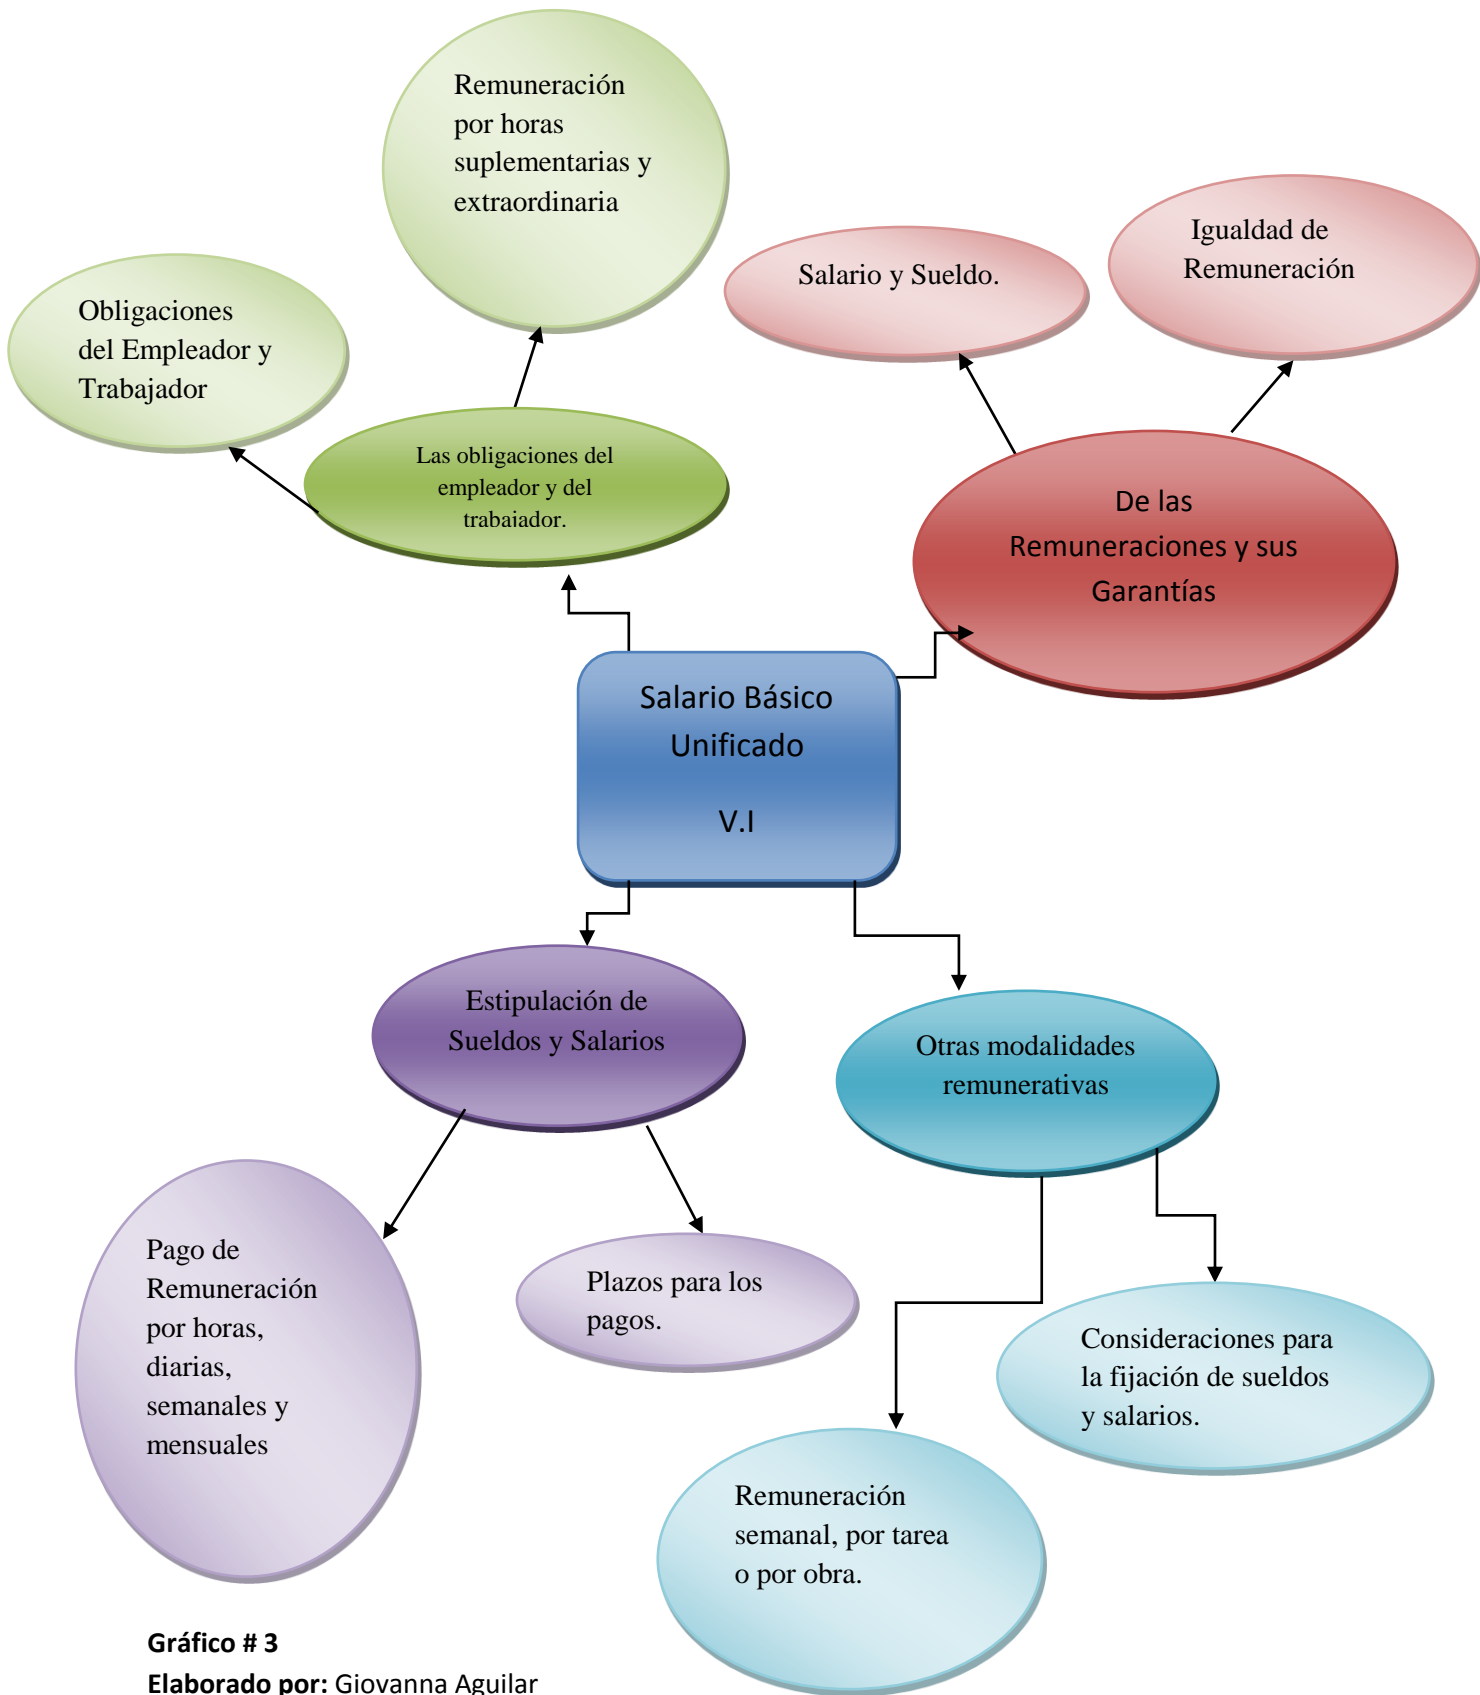 Remuneración
por horas
suplementarias y
extraordinaria
Igualdad de
Remuneración
Salario y Sueldo.
Obligaciones
del Empleador y
Trabajador
Las obligaciones del
empleador y del
trabajador.
De las
Remuneraciones y sus
Garantías
Salario Básico
Unificado
V.I
Estipulación de
Sueldos y Salarios
Otras modalidades
remunerativas
Pago de
Remuneración
por horas,
diarias,
semanales y
mensuales
Plazos para los
pagos.
Consideraciones para
la fijación de sueldos
y salarios.
Remuneración
semanal, por tarea
o por obra.
Gráfico # 3
Elaborado por: Giovanna Aguilar